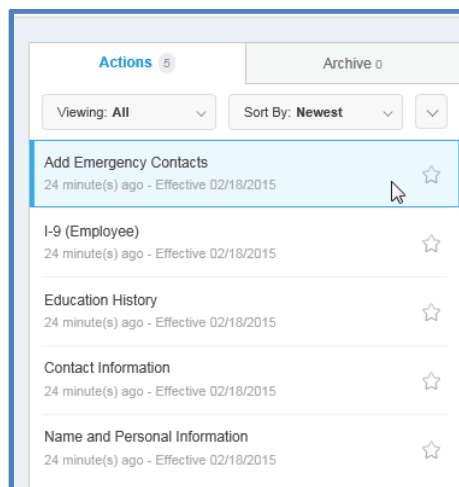 Actions 5 Archive 0
Viewing: All Sort By: Newest
Add Emergency Contacts
24 minute(s) ago - Effective 02/18/2015
I-9 (Employee)
24 minute(s) ago - Effective 02/18/2015
Education History
24 minute(s) ago - Effective 02/18/2015
Contact Information
24 minute(s) ago - Effective 02/18/2015
Name and Personal Information
24 minute(s) ago - Effective 02/18/2015